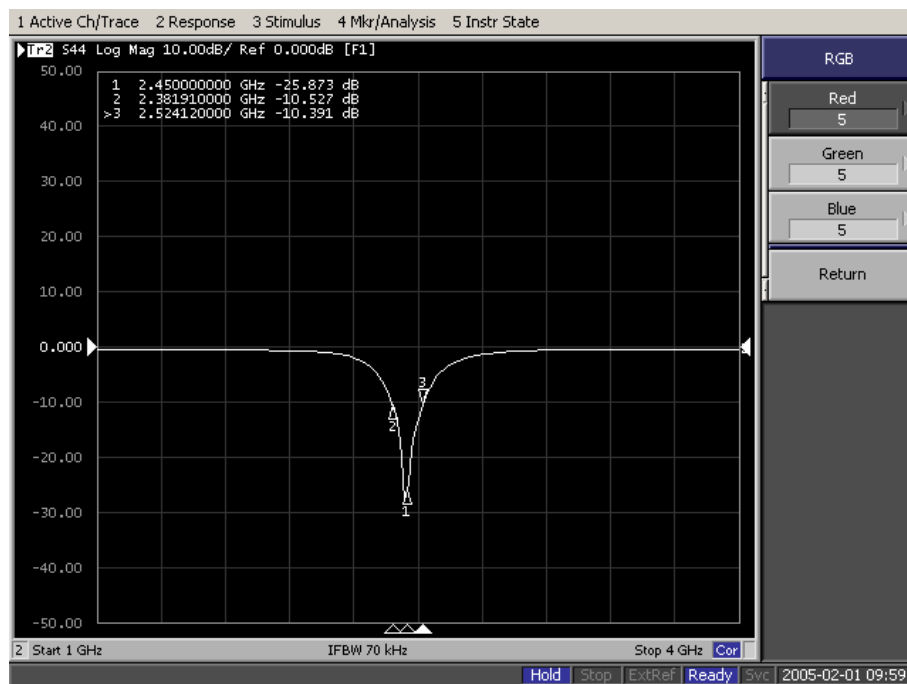 1 Active Ch/Trace 2 Response 3 Stimulus 4 Mkr/Analysis 5 Instr State
Tr2 S44 Log Mag 10.00dB/ Ref 0.000dB [F1]
RGB
Red
5
Green
5
Blue
5
Return
50.00
1 2.450000000 GHz -25.873 dB
2 2.381910000 GHz -10.527 dB
>3 2.524120000 GHz -10.391 dB
40.00
30.00
20.00
10.00
0.000
3
-10.00
2
-20.00
-30.00
1
-40.00
-50.00
2 Start 1 GHz IFBW 70 kHz Stop 4 GHz Cor
Hold Stop ExtRef Ready Svc 2005-02-01 09:59